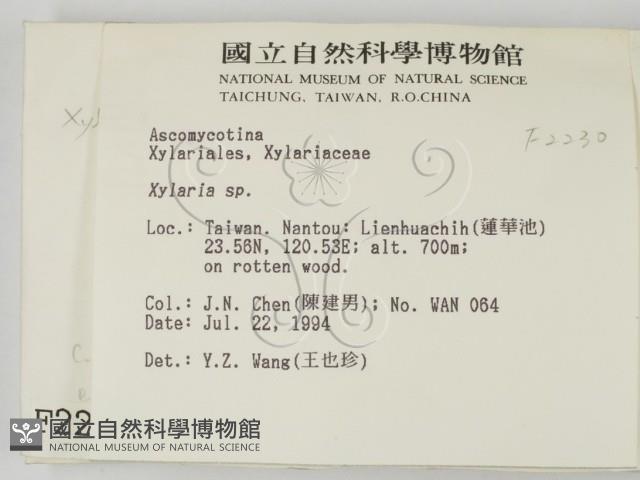 國立自然科學博物館
NATIONAL MUSEUM OF NATURAL SCIENCE
TAICHUNG, TAIWAN, R.O.CHINA
F2230
Xyl
Ascomycotina
Xylariales, Xylariaceae
Xylaria sp.
Loc.: Taiwan. Nantou: Lienhuachih(蓮華池)
23.56N, 120.53E; alt. 700m;
on rotten wood.
Col.: J.N. Chen(陳建男); No. WAN 064
Date: Jul. 22, 1994
Det.: Y.Z. Wang(王也珍)
F22
國立自然科學博物館
NATIONAL MUSEUM OF NATURAL SCIENCE